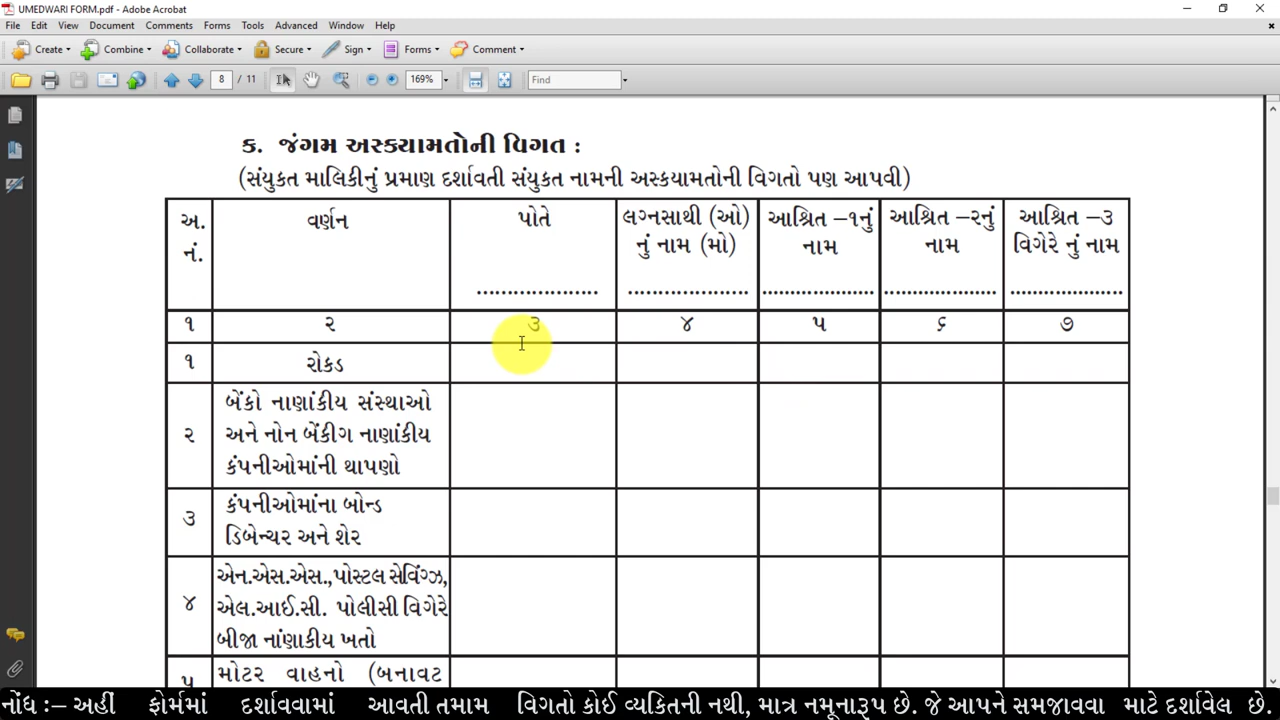 UMEDWARI FORM.pdf - Adobe Acrobat
File Edit View Document Comments Forms Tools Advanced Window Help
Create Combine Collaborate Secure Sign Forms Comment
8 / 11 169% Find
ક. જંગમ અસ્કયામતોની વિગત :
(સંયુકત માલિકીનું પ્રમાણ દર્શાવતી સંયુકત નામની અસ્કયામતોની વિગતો પણ આપવી)
અ. નં. વર્ણન પોતે .................... લગ્નસાથી (ઓ) નું નામ (મો) .................... આશ્રિત –૧નું નામ .................... આશ્રિત –૨નું નામ .................... આશ્રિત –૩ વિગેરે નું નામ ....................
૧ ૨ ૩ ૪ ૫ ૬ ૭
૧ રોકડ
બેંકો નાણાંકીય સંસ્થાઓ
૨ અને નોન બેંકીગ નાણાંકીય
કંપનીઓમાંની થાપણો
૩ કંપનીઓમાંના બોન્ડ
ડિબેન્ચર અને શેર
એન.એસ.એસ.,પોસ્ટલ સેવિંગ્ઝ,
૪ એલ.આઈ.સી. પોલીસી વિગેરે
બીજા નાંણાકીય ખતો
૫ મોટર વાહનો (બનાવટ
નોંધ :– અહીં ફોર્મમાં દર્શાવવામાં આવતી તમામ વિગતો કોઈ વ્યકિતની નથી, માત્ર નમૂનારૂપ છે. જે આપને સમજાવવા માટે દર્શાવેલ છે.